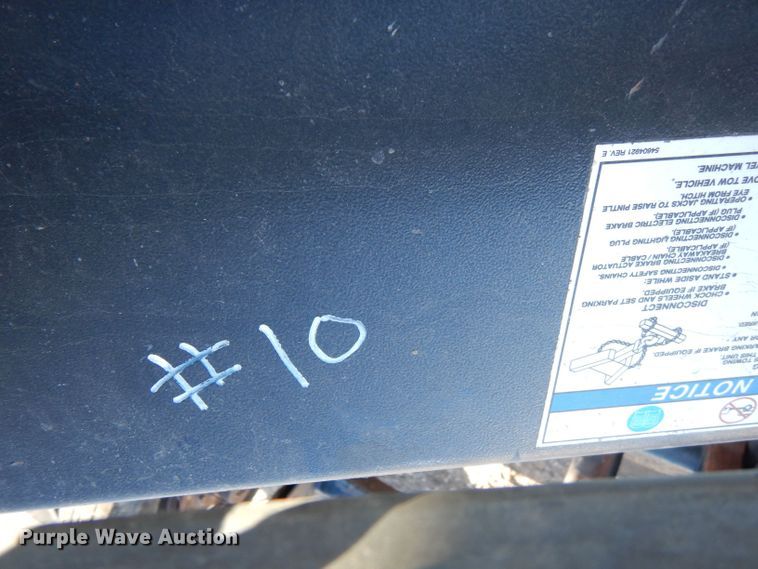 #10
NOTICE
DISCONNECT
• CHOCK WHEELS AND SET PARKING
BRAKE IF EQUIPPED.
• STAND ASIDE WHILE:
• DISCONNECTING SAFETY CHAINS.
• DISCONNECTING BRAKE ACTUATOR
BREAKAWAY CHAIN / CABLE
(IF APPLICABLE).
• DISCONNECTING LIGHTING PLUG
(IF APPLICABLE).
• DISCONNECTING ELECTRIC BRAKE
PLUG (IF APPLICABLE).
• OPERATING JACKS TO RAISE PINTLE
EYE FROM HITCH.
TOW VEHICLE.
MACHINE.
54604921 REV. E
Purple Wave Auction